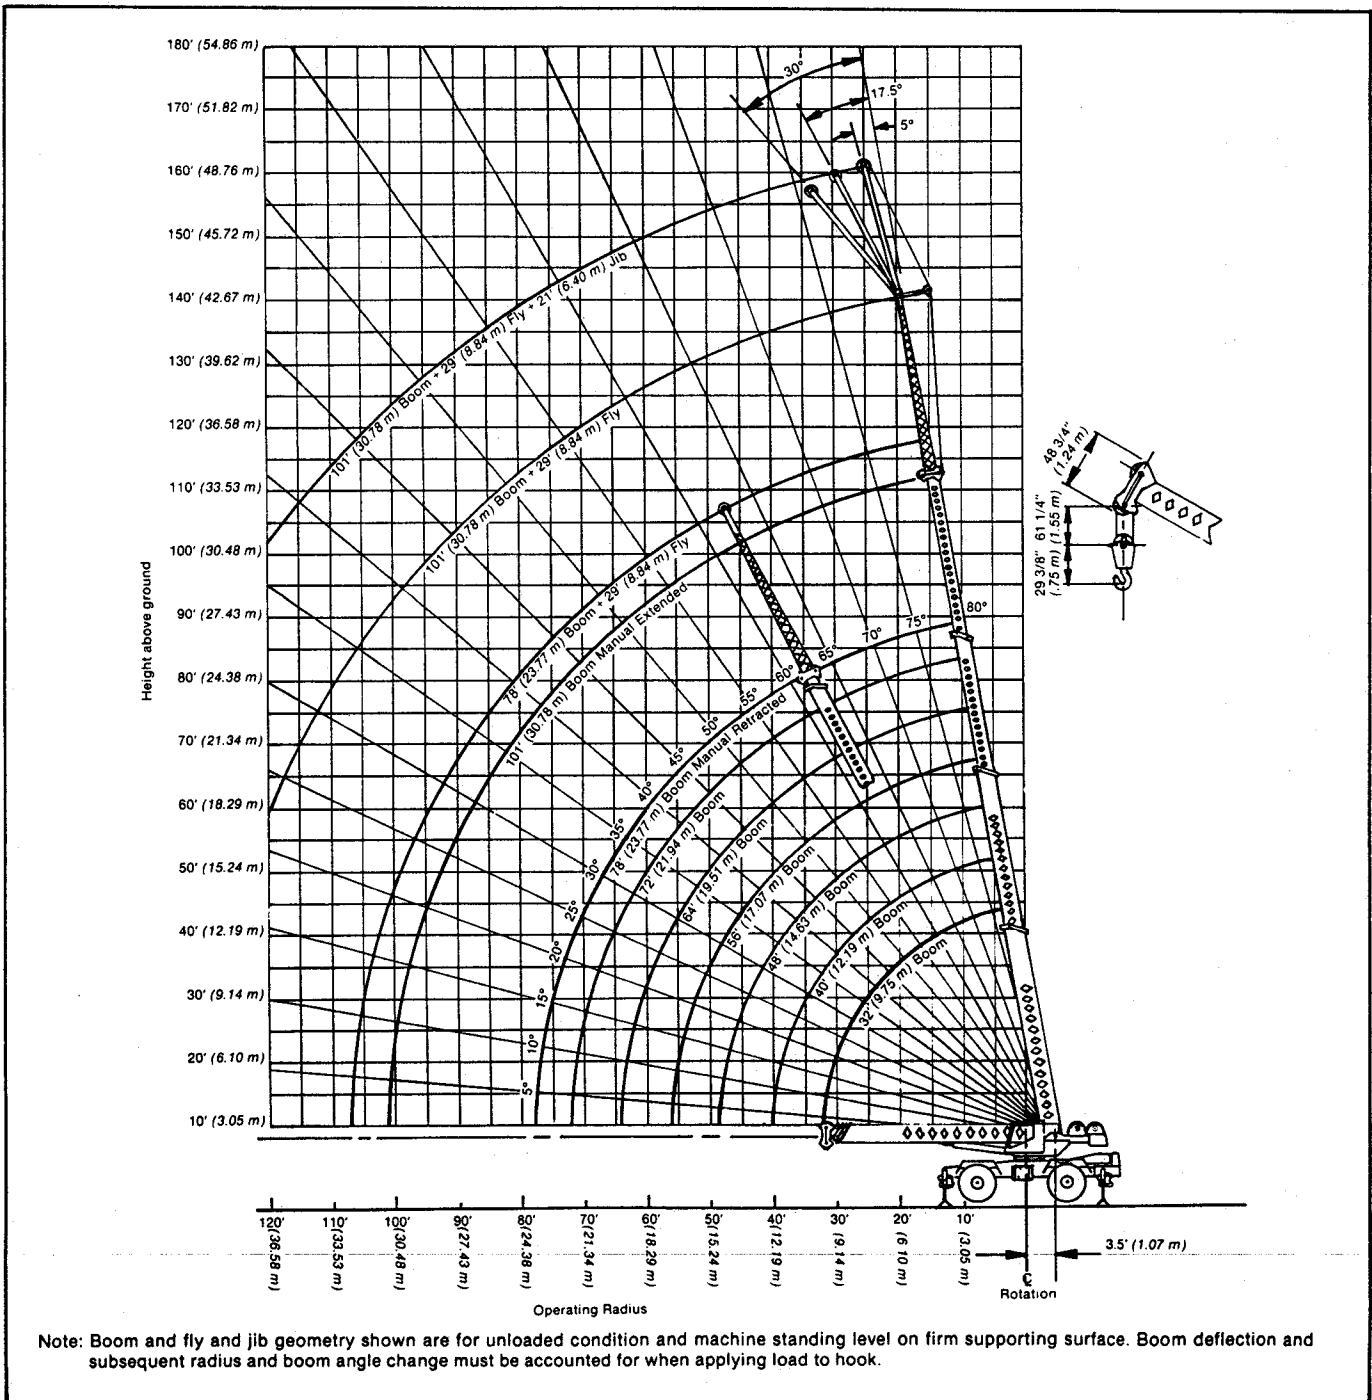 180' (54.86 m)
170' (51.82 m)
160' (48.76 m)
150' (45.72 m)
140' (42.67 m)
130' (39.62 m)
120' (36.58 m)
110' (33.53 m)
100' (30.48 m)
90' (27.43 m)
80' (24.38 m)
70' (21.34 m)
60' (18.29 m)
50' (15.24 m)
40' (12.19 m)
30' (9.14 m)
20' (6.10 m)
10' (3.05 m)
Height above ground
30°
17.5°
5°
101' (30.78 m) Boom + 29' (8.84 m) Fly + 21' (6.40 m) Jib
101' (30.78 m) Boom + 29' (8.84 m) Fly
78' (23.77 m) Boom + 29' (8.84 m) Fly
101' (30.78 m) Boom Manual Extended
78' (23.77 m) Boom Manual Retracted
72' (21.94 m) Boom
64' (19.51 m) Boom
56' (17.07 m) Boom
48' (14.63 m) Boom
40' (12.19 m) Boom
32' (9.75 m) Boom
80°
75°
70°
65°
60°
55°
50°
45°
40°
35°
30°
25°
20°
15°
10°
5°
48 3/4"
(1.24 m)
61 1/4"
(1.55 m)
29 3/8"
(.75 m)
120'
(36.58 m)
110'
(33.53 m)
100'
(30.48 m)
90'
(27.43 m)
80'
(24.38 m)
70'
(21.34 m)
60'
(18.29 m)
50'
(15.24 m)
40'
(12.19 m)
30'
(9.14 m)
20'
(6.10 m)
10'
(3.05 m)
3.5' (1.07 m)
℄
Rotation
Operating Radius
Note: Boom and fly and jib geometry shown are for unloaded condition and machine standing level on firm supporting surface. Boom deflection and
subsequent radius and boom angle change must be accounted for when applying load to hook.